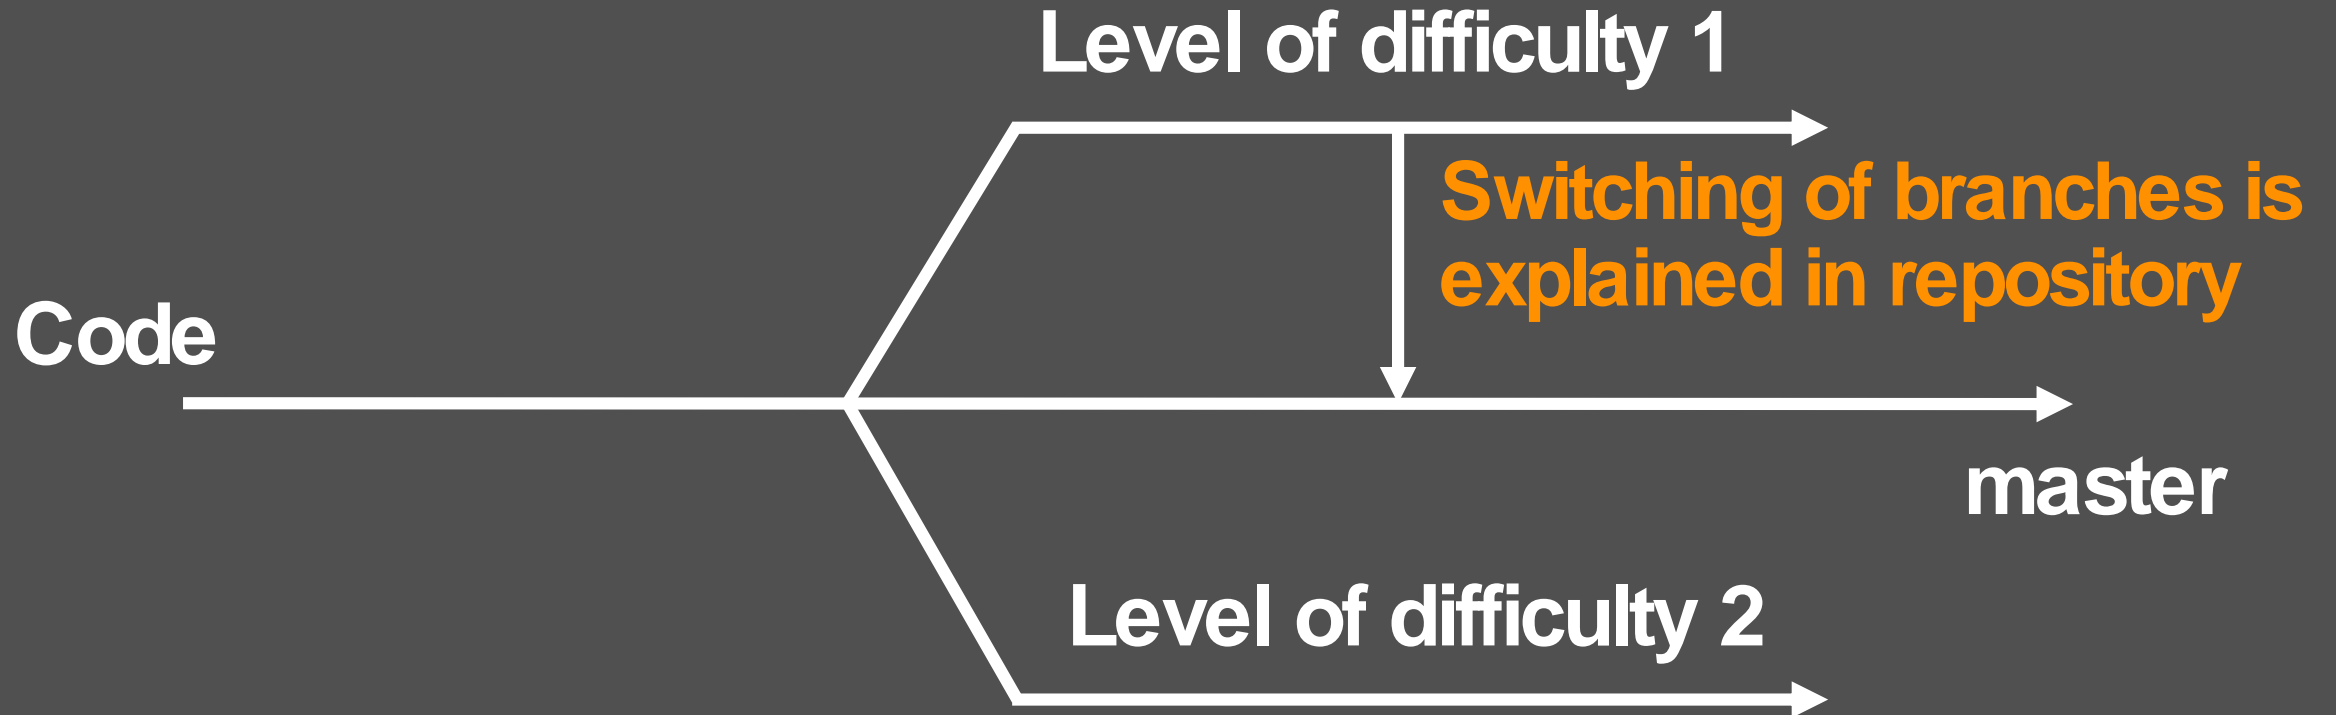 Level of difficulty 1
Switching of branches is
explained in repository
Code
master
Level of difficulty 2